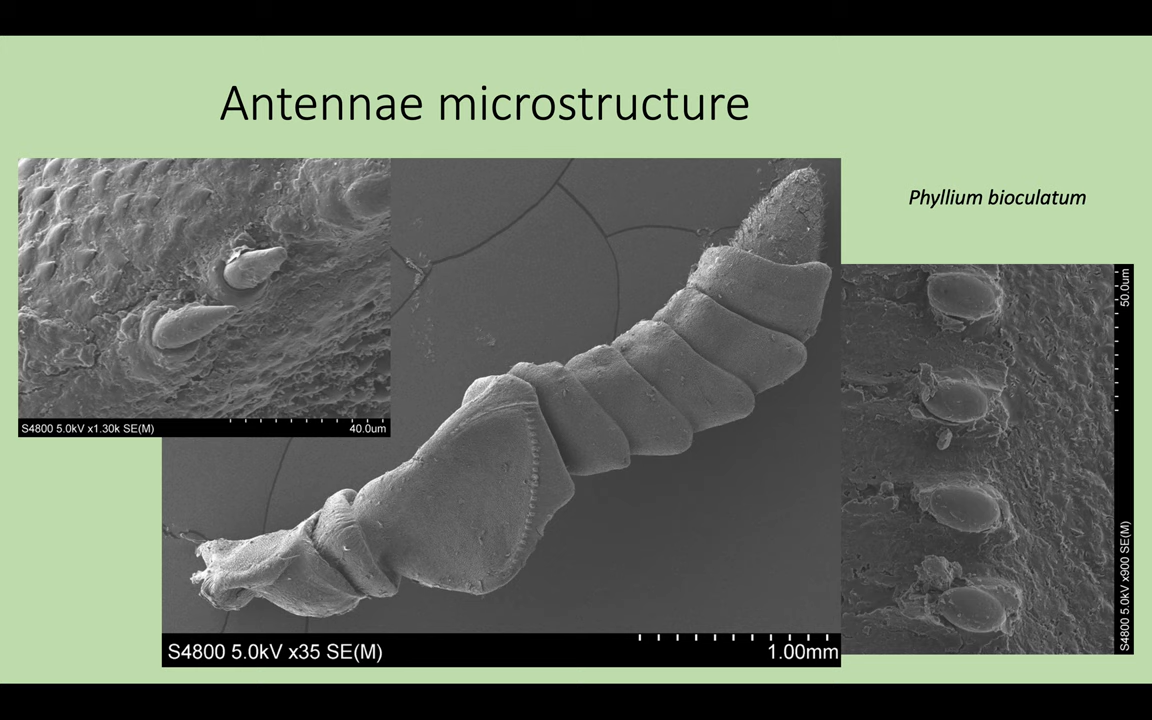 Antennae microstructure
Phyllium bioculatum
S4800 5.0kV x1.30k SE(M) 40.0um
S4800 5.0kV x35 SE(M) 1.00mm
S4800 5.0kV x900 SE(M) 50.0um